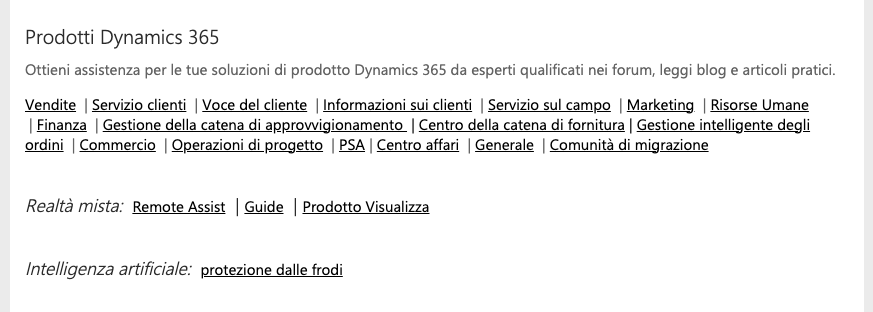 Prodotti Dynamics 365
Ottieni assistenza per le tue soluzioni di prodotto Dynamics 365 da esperti qualificati nei forum, leggi blog e articoli pratici.
Vendite | Servizio clienti | Voce del cliente | Informazioni sui clienti | Servizio sul campo | Marketing | Risorse Umane
| Finanza | Gestione della catena di approvvigionamento | Centro della catena di fornitura | Gestione intelligente degli
ordini | Commercio | Operazioni di progetto | PSA | Centro affari | Generale | Comunità di migrazione
Realtà mista: Remote Assist | Guide | Prodotto Visualizza
Intelligenza artificiale: protezione dalle frodi